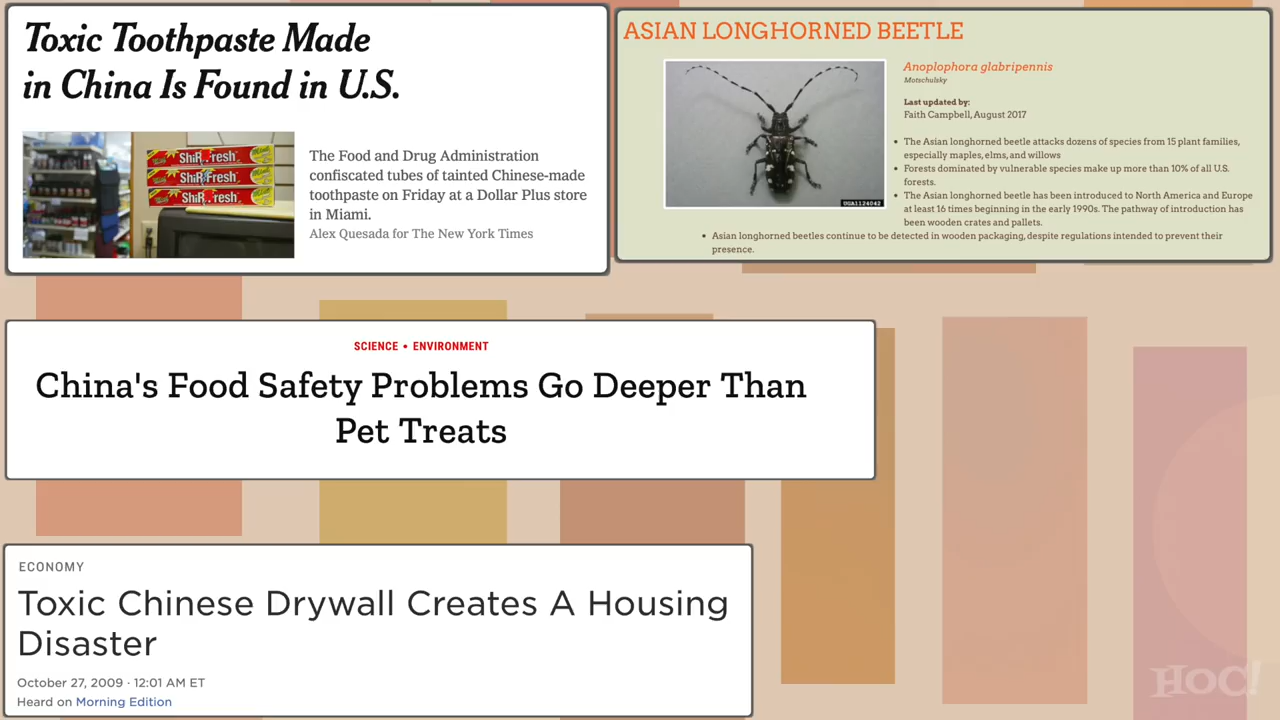 Toxic Toothpaste Made
in China Is Found in U.S.
ShiR Fresh
ShiR Fresh
ShiR resh
The Food and Drug Administration
confiscated tubes of tainted Chinese-made
toothpaste on Friday at a Dollar Plus store
in Miami.
Alex Quesada for The New York Times
ASIAN LONGHORNED BEETLE
UGA1124042
Anoplophora glabripennis
Motschulsky
Last updated by:
Faith Campbell, August 2017
• The Asian longhorned beetle attacks dozens of species from 15 plant families,
especially maples, elms, and willows
• Forests dominated by vulnerable species make up more than 10% of all U.S.
forests.
• The Asian longhorned beetle has been introduced to North America and Europe
at least 16 times beginning in the early 1990s. The pathway of introduction has
been wooden crates and pallets.
• Asian longhorned beetles continue to be detected in wooden packaging, despite regulations intended to prevent their
presence.
SCIENCE • ENVIRONMENT
China's Food Safety Problems Go Deeper Than
Pet Treats
ECONOMY
Toxic Chinese Drywall Creates A Housing
Disaster
October 27, 2009 · 12:01 AM ET
Heard on Morning Edition
HOC!